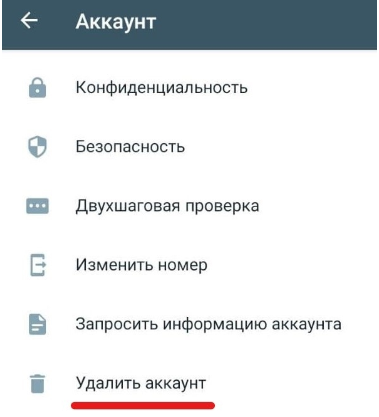 Аккаунт
Конфиденциальность
Безопасность
Двухшаговая проверка
Изменить номер
Запросить информацию аккаунта
Удалить аккаунт